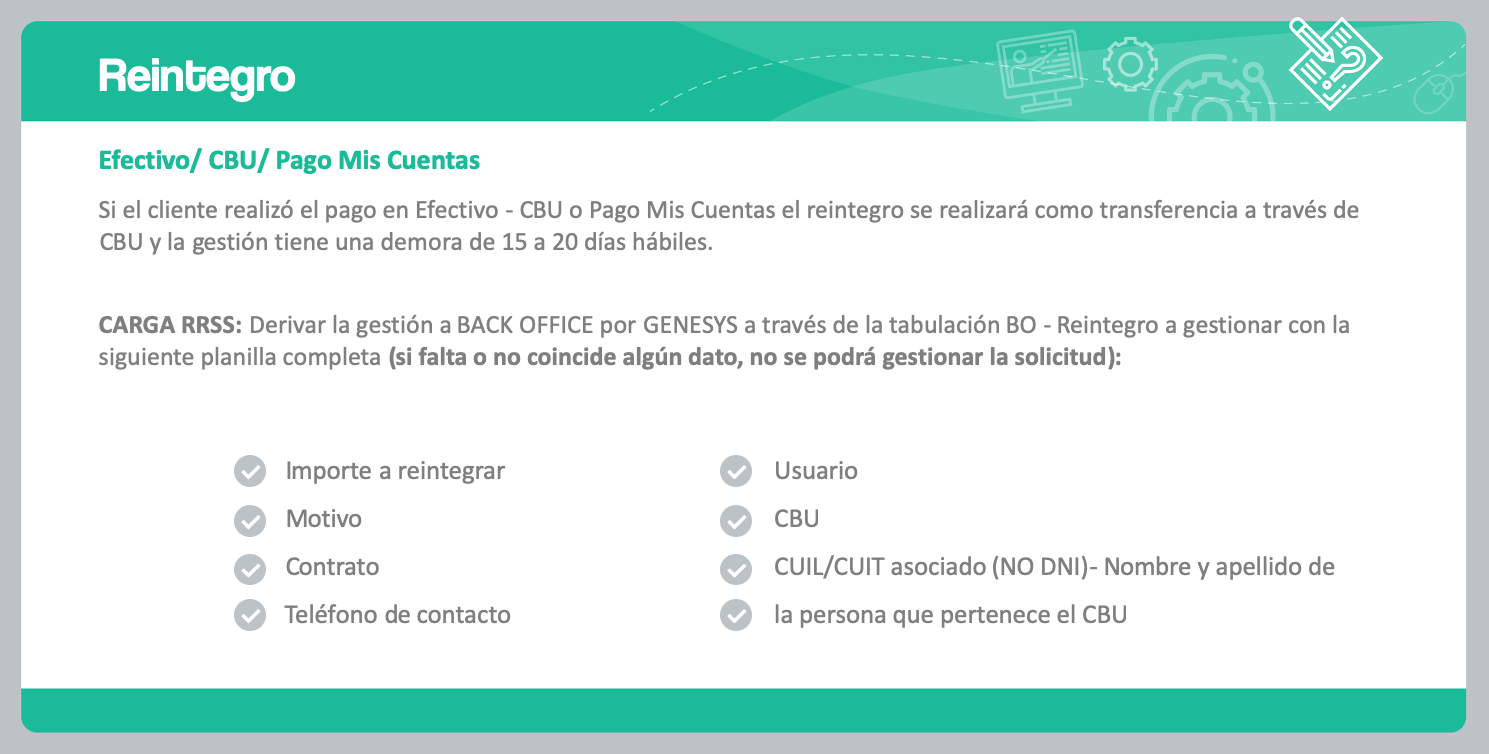 Reintegro
Efectivo/ CBU/ Pago Mis Cuentas
Si el cliente realizó el pago en Efectivo - CBU o Pago Mis Cuentas el reintegro se realizará como transferencia a través de
CBU y la gestión tiene una demora de 15 a 20 días hábiles.
CARGA RRSS: Derivar la gestión a BACK OFFICE por GENESYS a través de la tabulación BO - Reintegro a gestionar con la
siguiente planilla completa (si falta o no coincide algún dato, no se podrá gestionar la solicitud):
Importe a reintegrar
Motivo
Contrato
Teléfono de contacto
Usuario
CBU
CUIL/CUIT asociado (NO DNI)- Nombre y apellido de
la persona que pertenece el CBU